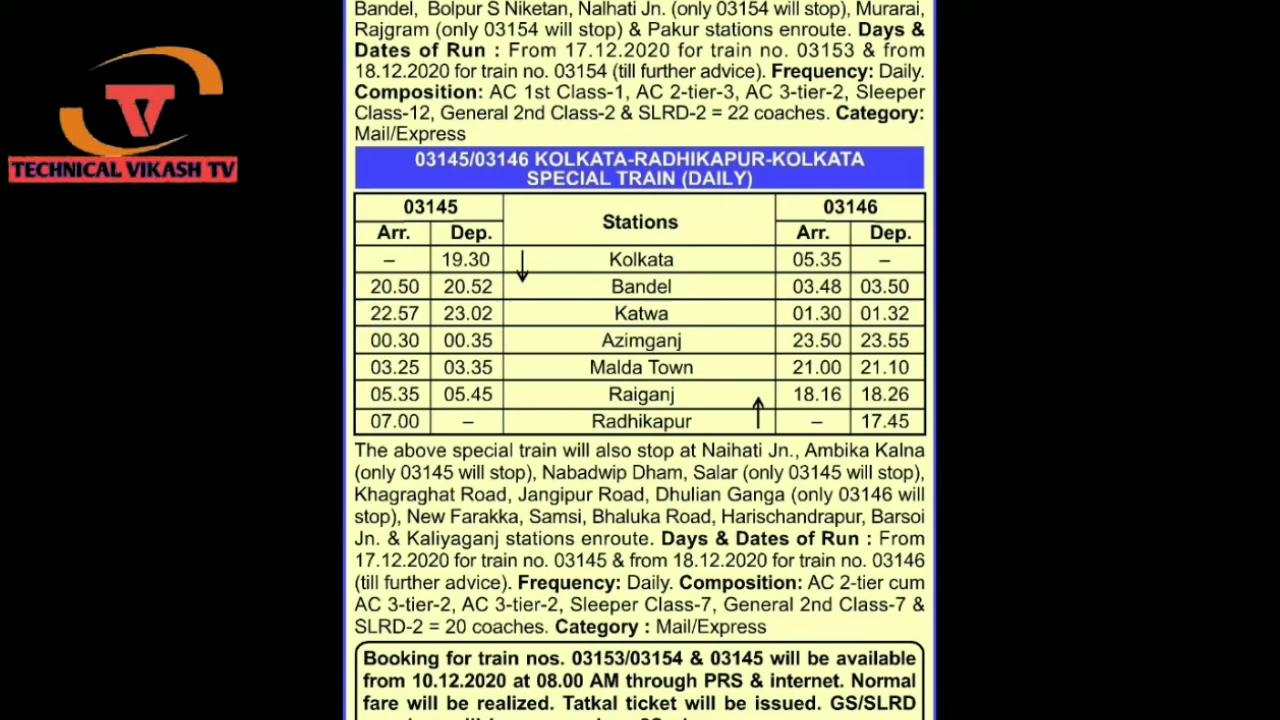 Bandel, Bolpur S Niketan, Nalhati Jn. (only 03154 will stop), Murarai,
Rajgram (only 03154 will stop) & Pakur stations enroute. Days &
Dates of Run : From 17.12.2020 for train no. 03153 & from
18.12.2020 for train no. 03154 (till further advice). Frequency: Daily.
Composition: AC 1st Class-1, AC 2-tier-3, AC 3-tier-2, Sleeper
Class-12, General 2nd Class-2 & SLRD-2 = 22 coaches. Category:
Mail/Express
TV
TECHNICAL VIKASH TV
03145/03146 KOLKATA-RADHIKAPUR-KOLKATA
SPECIAL TRAIN (DAILY)
03145 Stations 03146
Arr. Dep. Arr. Dep.
– 19.30 Kolkata 05.35 –
20.50 20.52 Bandel 03.48 03.50
22.57 23.02 Katwa 01.30 01.32
00.30 00.35 Azimganj 23.50 23.55
03.25 03.35 Malda Town 21.00 21.10
05.35 05.45 Raiganj 18.16 18.26
07.00 – Radhikapur – 17.45
The above special train will also stop at Naihati Jn., Ambika Kalna
(only 03145 will stop), Nabadwip Dham, Salar (only 03145 will stop),
Khagraghat Road, Jangipur Road, Dhulian Ganga (only 03146 will
stop), New Farakka, Samsi, Bhaluka Road, Harischandrapur, Barsoi
Jn. & Kaliyaganj stations enroute. Days & Dates of Run : From
17.12.2020 for train no. 03145 & from 18.12.2020 for train no. 03146
(till further advice). Frequency: Daily. Composition: AC 2-tier cum
AC 3-tier-2, AC 3-tier-2, Sleeper Class-7, General 2nd Class-7 &
SLRD-2 = 20 coaches. Category : Mail/Express
Booking for train nos. 03153/03154 & 03145 will be available
from 10.12.2020 at 08.00 AM through PRS & internet. Normal
fare will be realized. Tatkal ticket will be issued. GS/SLRD